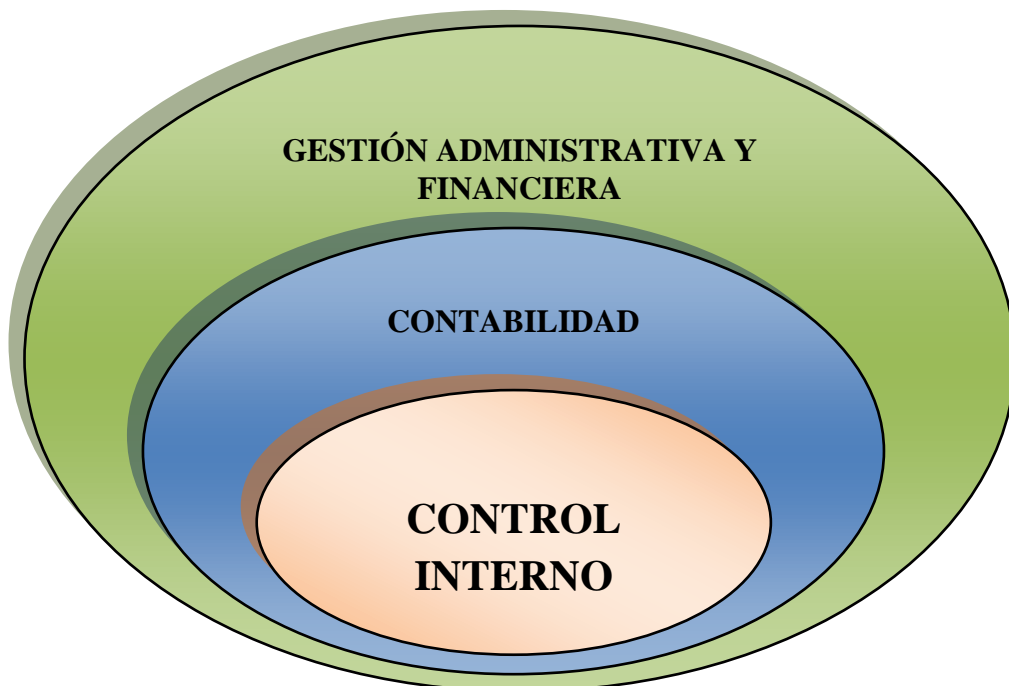 GESTIÓN ADMINISTRATIVA Y
FINANCIERA
CONTABILIDAD
CONTROL
INTERNO